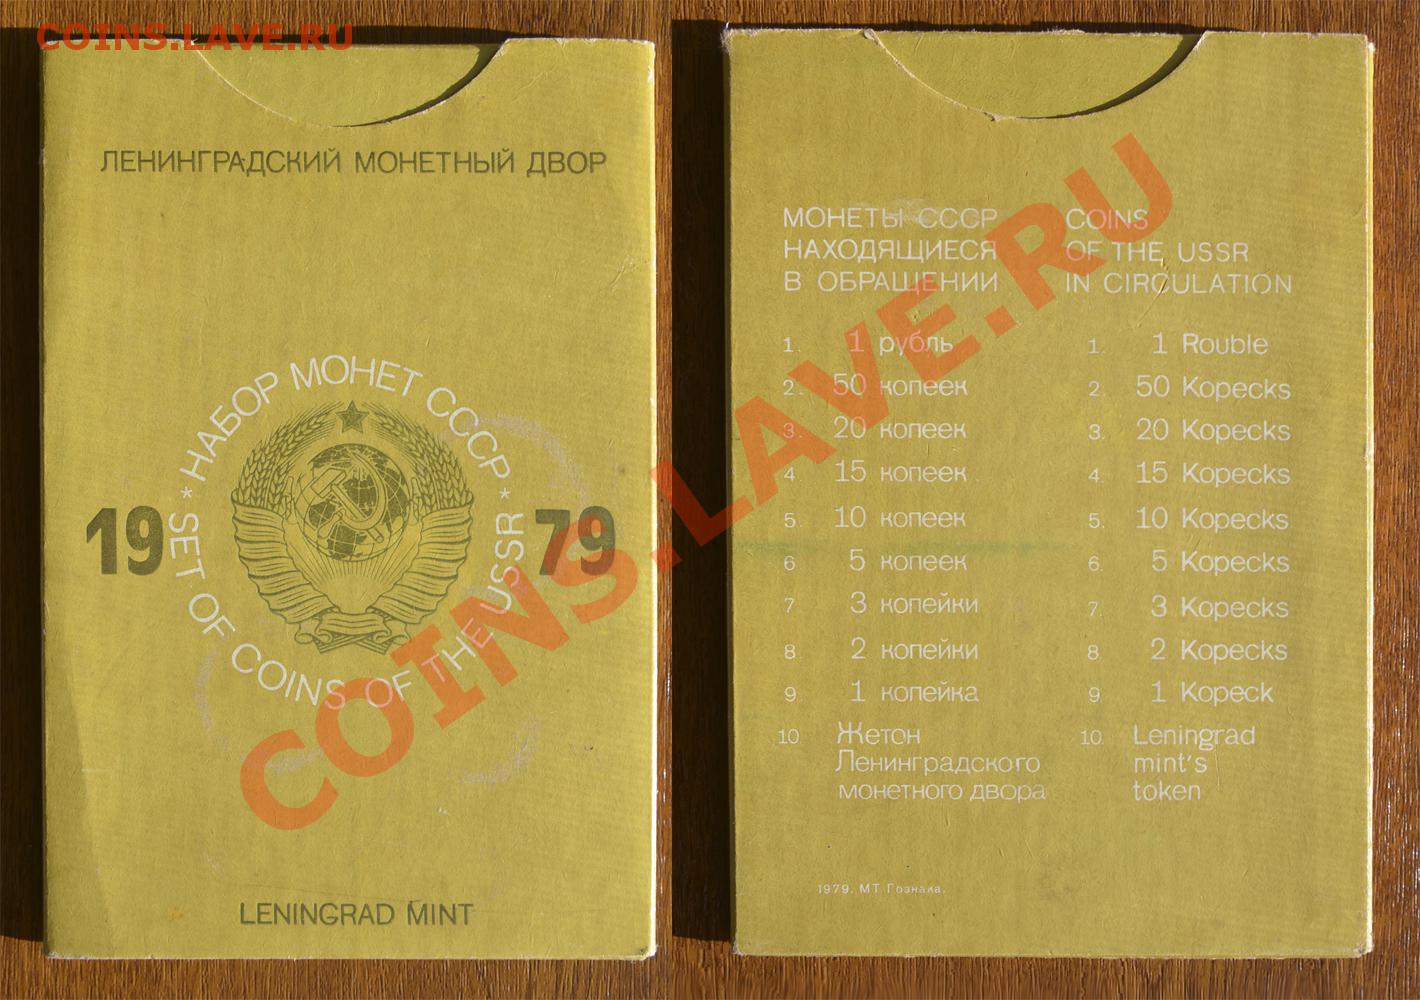 COINS.LAVE.RU
ЛЕНИНГРАДСКИЙ МОНЕТНЫЙ ДВОР
* НАБОР МОНЕТ СССР *
19 79
SET OF COINS OF THE USSR
LENINGRAD MINT
COINS.LAVE.RU
МОНЕТЫ СССР
НАХОДЯЩИЕСЯ
В ОБРАЩЕНИИ
1. 1 рубль
2. 50 копеек
3. 20 копеек
4. 15 копеек
5. 10 копеек
6 5 копеек
7 3 копейки
8 2 копейки
9 1 копейка
10 Жетон
Ленинградского
монетного двора
COINS
OF THE USSR
IN CIRCULATION
1. 1 Rouble
2. 50 Kopecks
3. 20 Kopecks
4. 15 Kopecks
5. 10 Kopecks
6. 5 Kopecks
7. 3 Kopecks
8 2 Kopecks
9 1 Kopeck
10. Leningrad
mint's
token
1979. МТ Гознака.